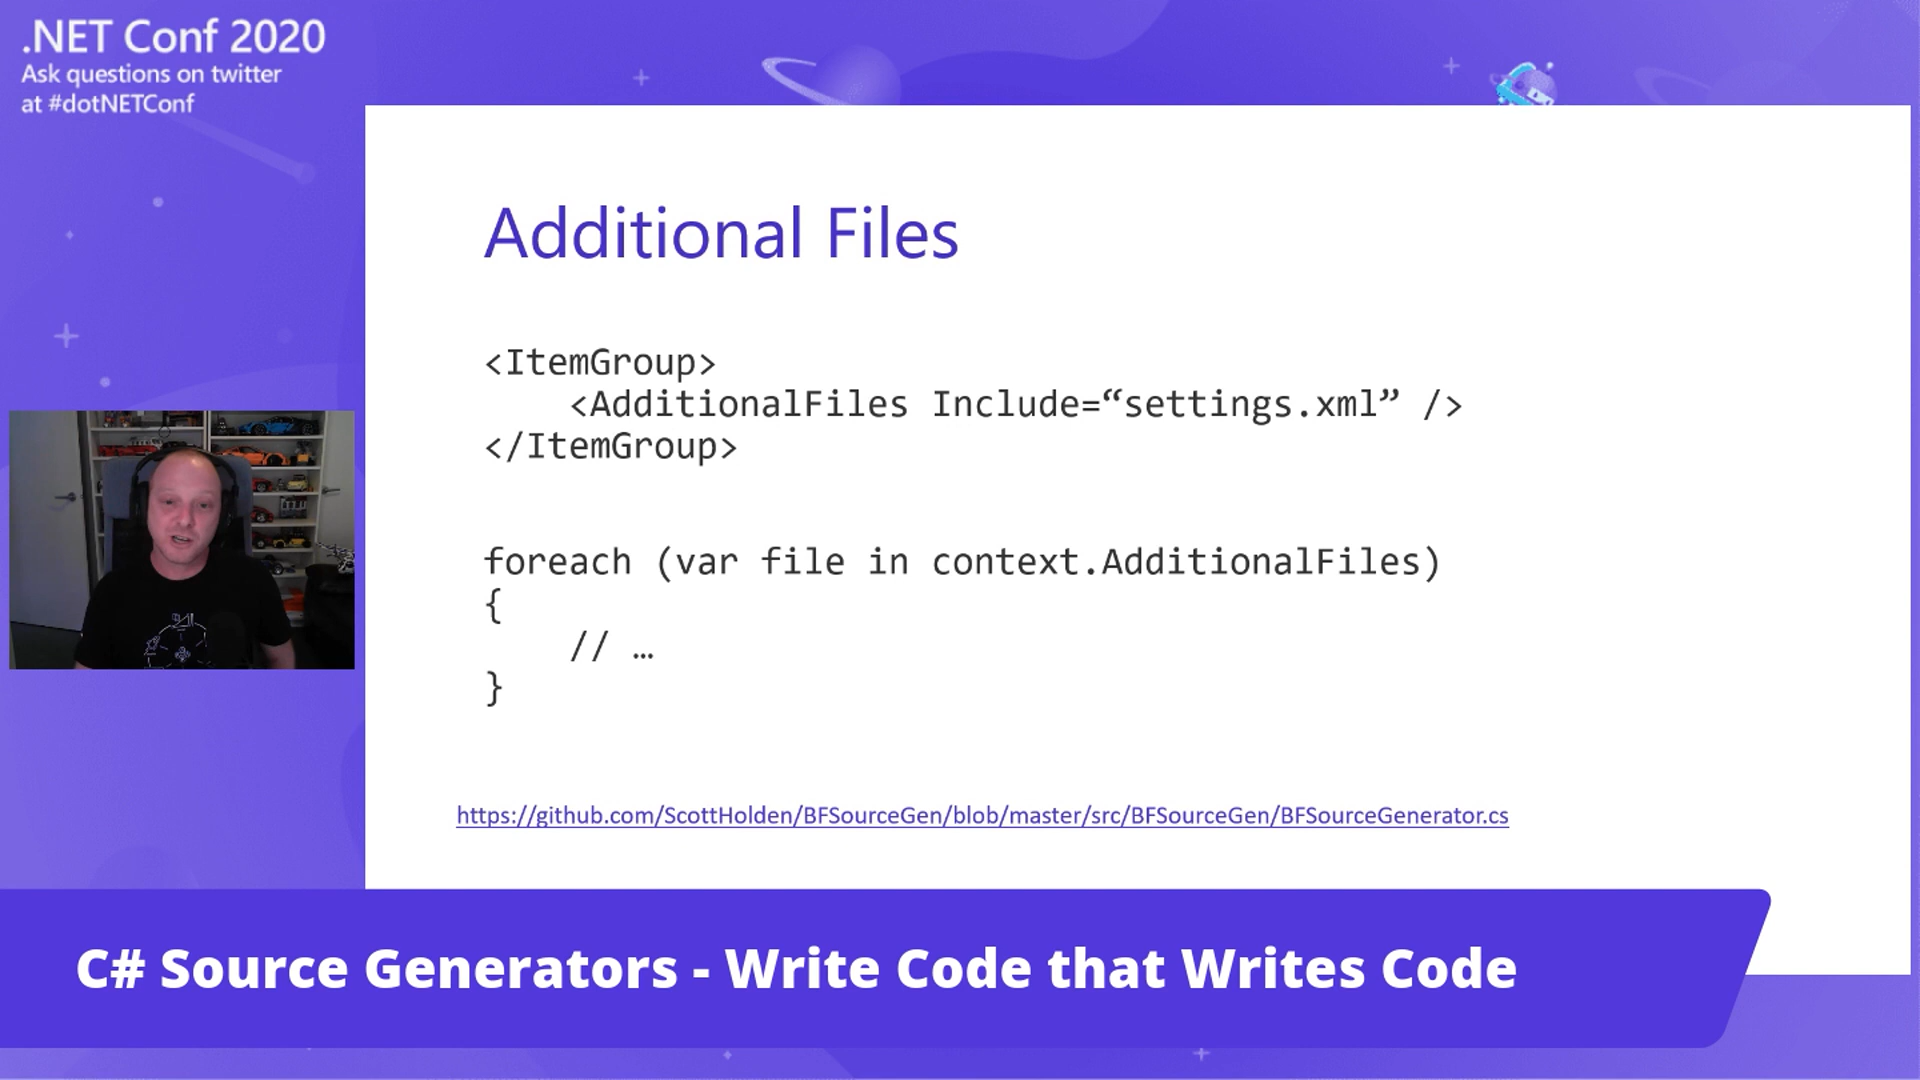 .NET Conf 2020
Ask questions on twitter
at #dotNETConf
Additional Files
<ItemGroup>
    <AdditionalFiles Include=“settings.xml” />
</ItemGroup>
foreach (var file in context.AdditionalFiles)
{
    // …
}
https://github.com/ScottHolden/BFSourceGen/blob/master/src/BFSourceGen/BFSourceGenerator.cs
C# Source Generators - Write Code that Writes Code